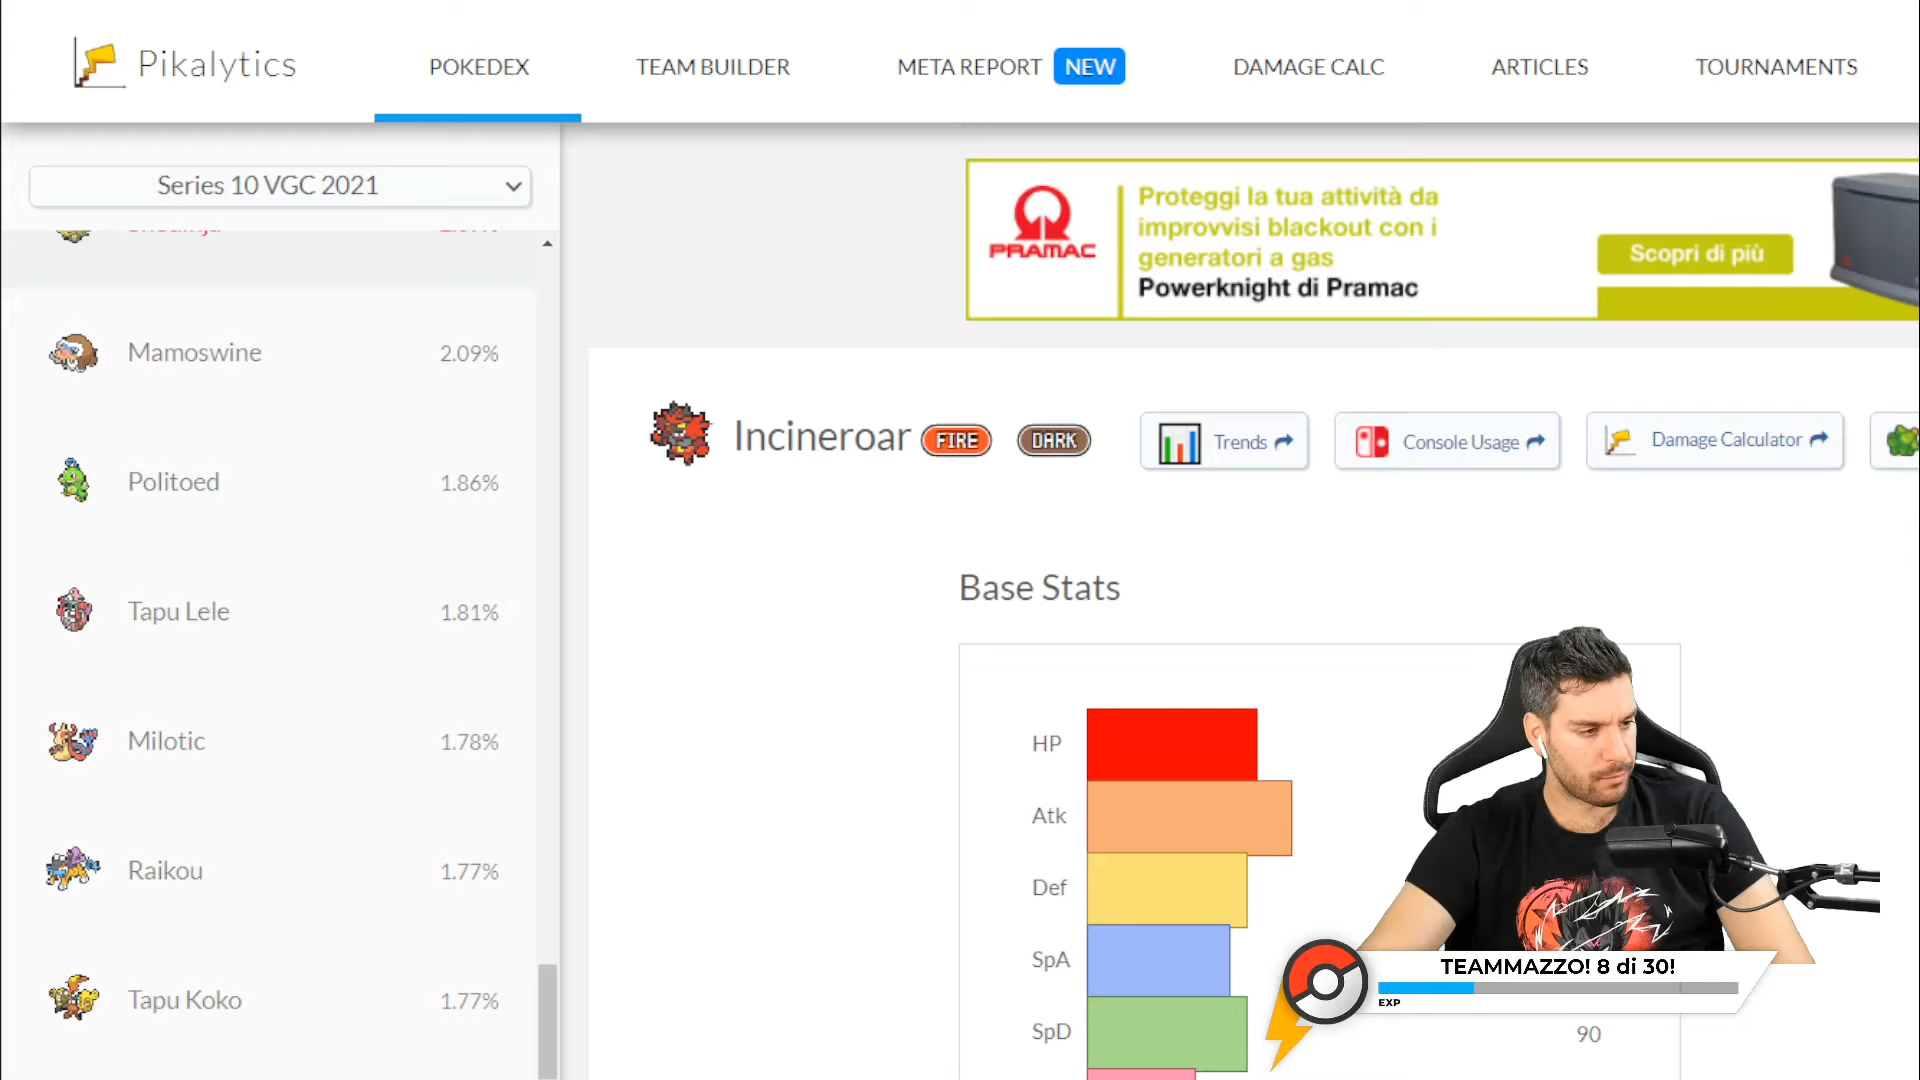 Pikalytics
POKEDEX
TEAM BUILDER
META REPORT NEW
DAMAGE CALC
ARTICLES
TOURNAMENTS
Series 10 VGC 2021
Mamoswine 2.09%
Politoed 1.86%
Tapu Lele 1.81%
Milotic 1.78%
Raikou 1.77%
Tapu Koko 1.77%
PRAMAC
Proteggi la tua attività da
improvvisi blackout con i
generatori a gas
Powerknight di Pramac
Scopri di più
Incineroar FIRE DARK
Trends
Console Usage
Damage Calculator
Base Stats
HP
Atk
Def
SpA
SpD 90
TEAMMAZZO! 8 di 30!
EXP